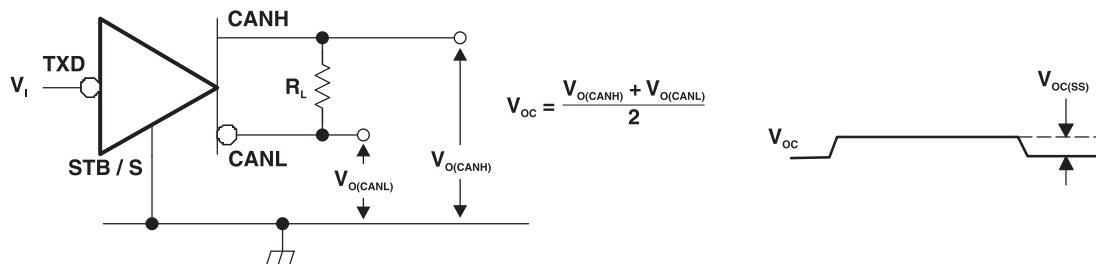 CANH
TXD
V_I
R_L
CANL
STB / S
V_O(CANL)
V_O(CANH)
V_OC = (V_O(CANH) + V_O(CANL)) / 2
V_OC
V_OC(SS)